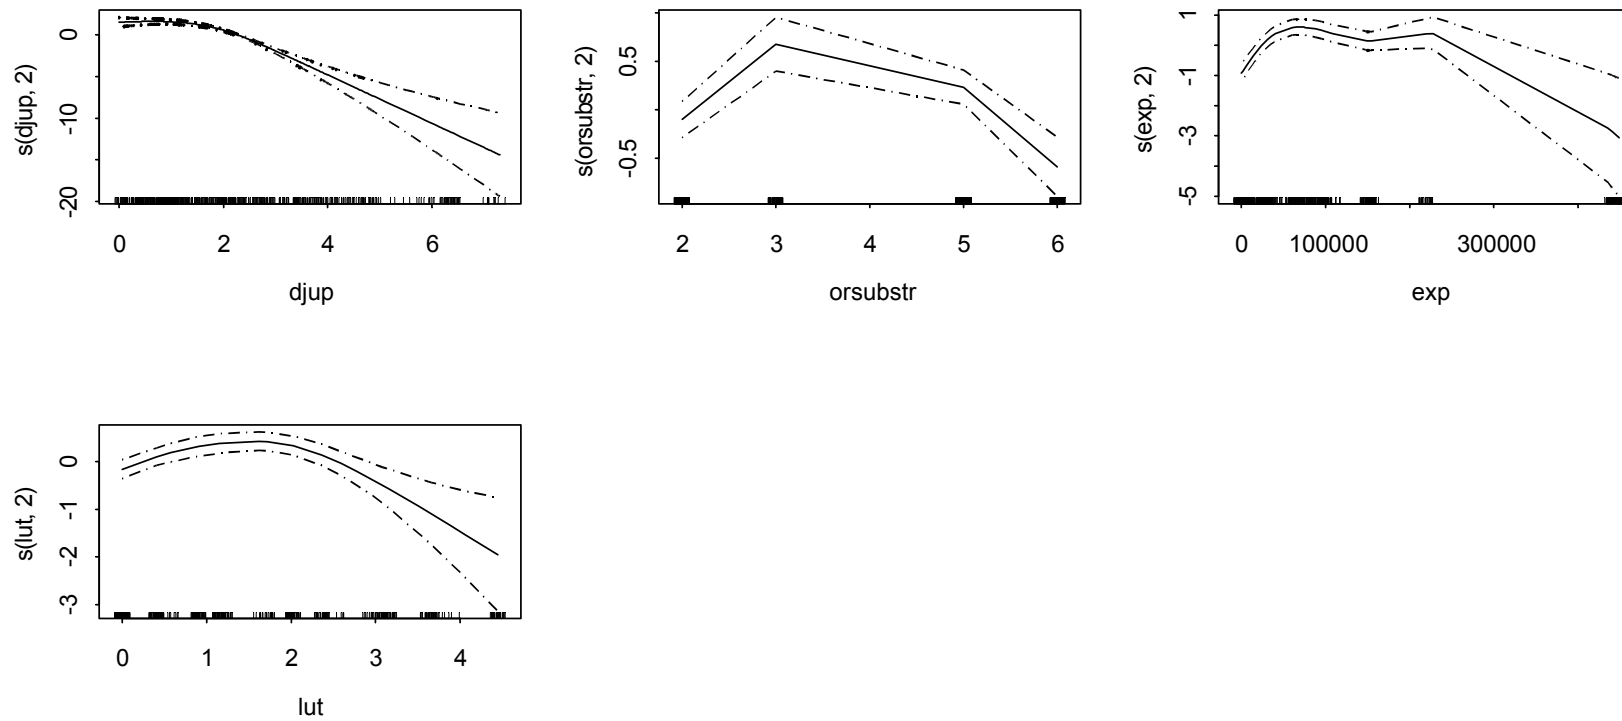 s(djup, 2)
0
-10
-20
0 2 4 6
djup
s(orsubstr, 2)
0.5
-0.5
2 3 4 5 6
orsubstr
s(exp, 2)
1
-1
-3
-5
0 100000 300000
exp
s(lut, 2)
0
-1
-2
-3
0 1 2 3 4
lut